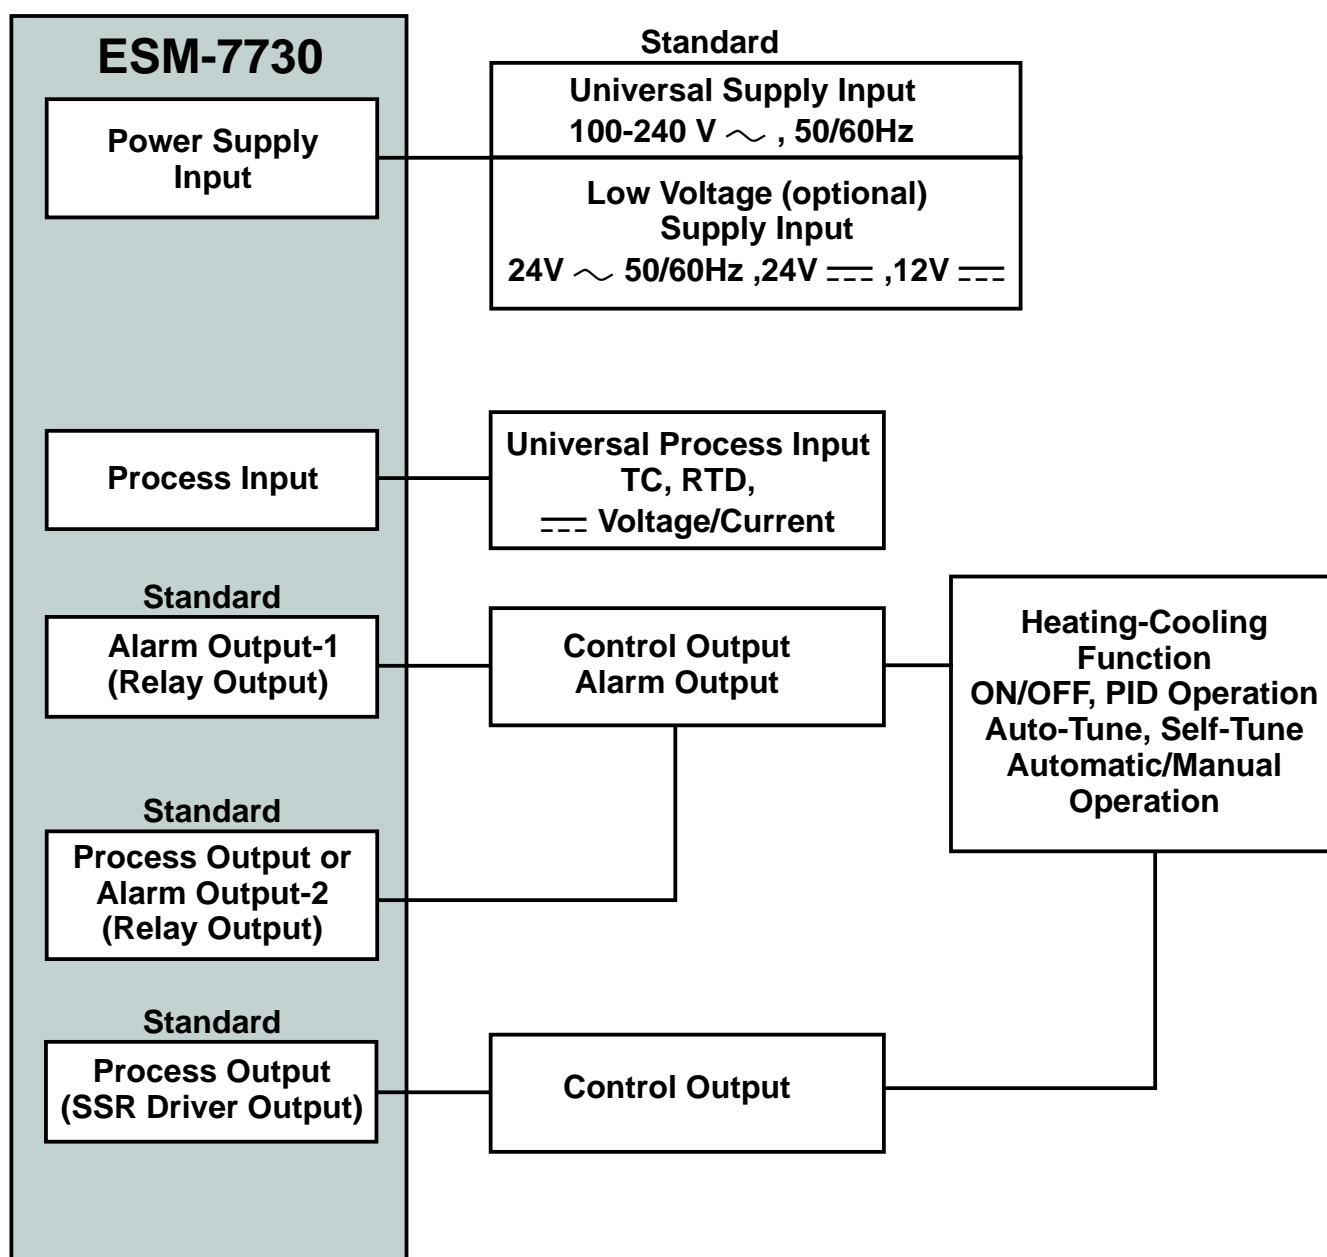 ESM-7730
Standard
Power Supply
Input
Universal Supply Input
100-240 V ~ , 50/60Hz
Low Voltage (optional)
Supply Input
24V ~ 50/60Hz ,24V ⎓ ,12V ⎓
Process Input
Universal Process Input
TC, RTD,
⎓ Voltage/Current
Standard
Alarm Output-1
(Relay Output)
Control Output
Alarm Output
Heating-Cooling
Function
ON/OFF, PID Operation
Auto-Tune, Self-Tune
Automatic/Manual
Operation
Standard
Process Output or
Alarm Output-2
(Relay Output)
Standard
Process Output
(SSR Driver Output)
Control Output